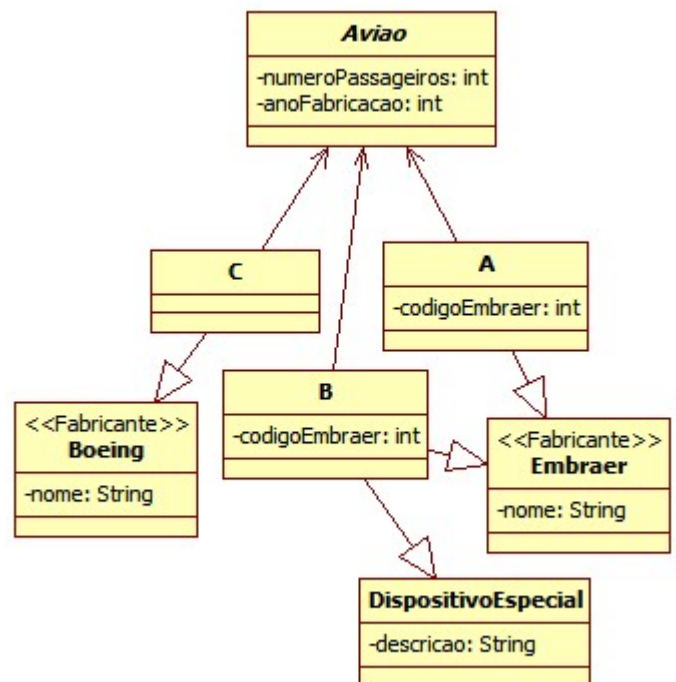 Aviao
-numeroPassageiros: int
-anoFabricacao: int
C
A
-codigoEmbraer: int
B
-codigoEmbraer: int
<<Fabricante>>
Boeing
-nome: String
<<Fabricante>>
Embraer
-nome: String
DispositivoEspecial
-descricao: String